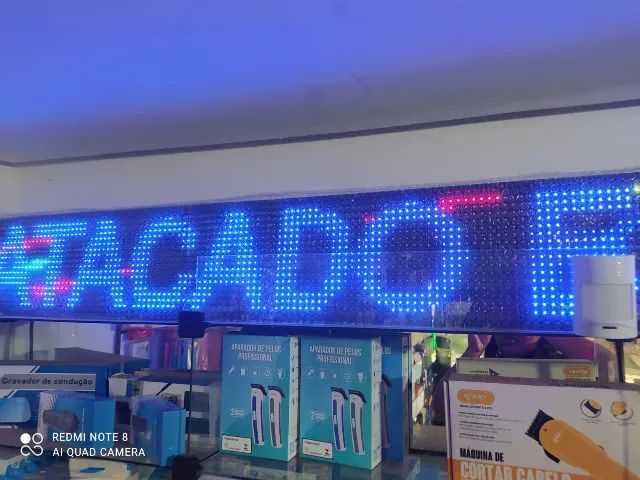 ATACADO
APARADOR DE PELOS
PROFISSIONAL
APARADOR DE PELOS
PROFISSIONAL
Gravador de condução
MÁQUINA DE
CORTAR CABELO
REDMI NOTE 8
AI QUAD CAMERA